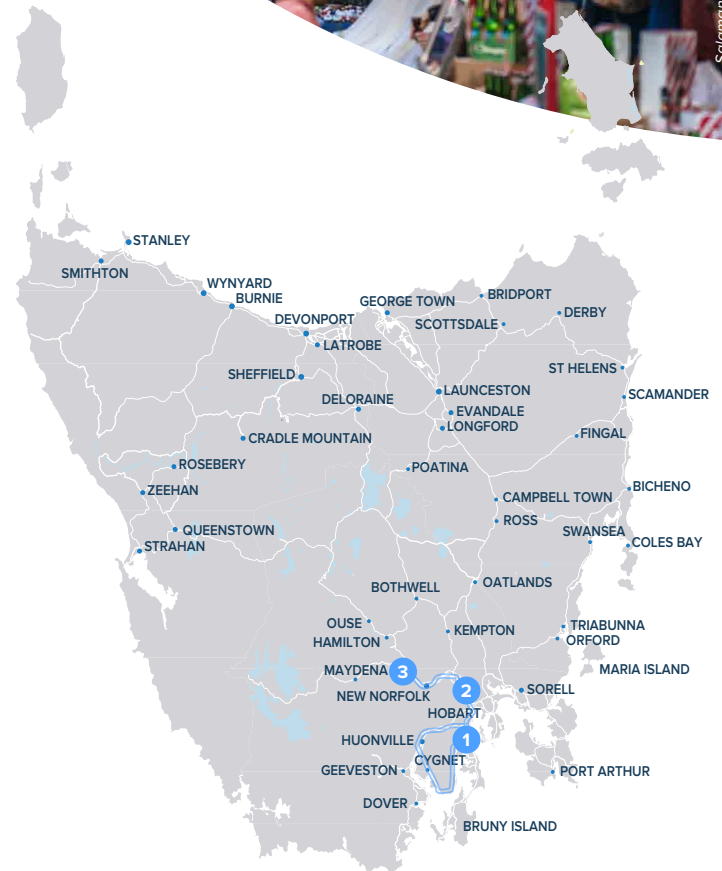 Salaman
STANLEY
SMITHTON
WYNYARD
BURNIE
GEORGE TOWN
BRIDPORT
DERBY
DEVONPORT
SCOTTSDALE
LATROBE
SHEFFIELD
ST HELENS
LAUNCESTON
SCAMANDER
DELORAINE
EVANDALE
LONGFORD
FINGAL
CRADLE MOUNTAIN
ROSEBERY
POATINA
ZEEHAN
BICHENO
CAMPBELL TOWN
ROSS
QUEENSTOWN
SWANSEA
COLES BAY
STRAHAN
BOTHWELL
OATLANDS
OUSE
KEMPTON
TRIABUNNA
HAMILTON
ORFORD
MAYDENA
3
MARIA ISLAND
NEW NORFOLK
2
SORELL
HOBART
HUONVILLE
1
CYGNET
GEEVESTON
PORT ARTHUR
DOVER
BRUNY ISLAND